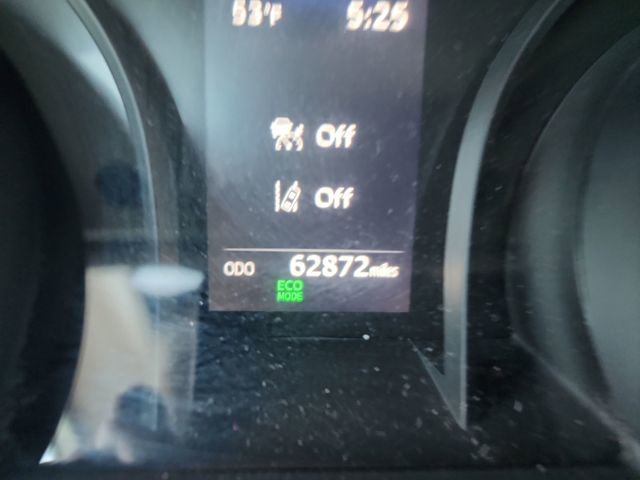 53°F 5:25
Off
Off
ODO 62872 miles
ECO
MODE